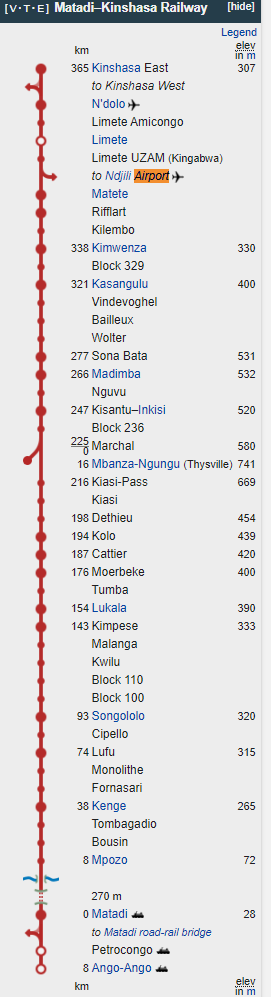 [V·T·E] Matadi–Kinshasa Railway [hide]
Legend
km elev in m
365 Kinshasa East 307
to Kinshasa West
N'dolo
Limete Amicongo
Limete
Limete UZAM (Kingabwa)
to Ndjili Airport
Matete
Rifflart
Kilembo
338 Kimwenza 330
Block 329
321 Kasangulu 400
Vindevoghel
Bailleux
Wolter
277 Sona Bata 531
266 Madimba 532
Nguvu
247 Kisantu–Inkisi 520
Block 236
225
0 Marchal 580
16 Mbanza-Ngungu (Thysville) 741
216 Kiasi-Pass 669
Kiasi
198 Dethieu 454
194 Kolo 439
187 Cattier 420
176 Moerbeke 400
Tumba
154 Lukala 390
143 Kimpese 333
Malanga
Kwilu
Block 110
Block 100
93 Songololo 320
Cipello
74 Lufu 315
Monolithe
Fornasari
38 Kenge 265
Tombagadio
Bousin
8 Mpozo 72
270 m
0 Matadi 28
to Matadi road-rail bridge
Petrocongo
8 Ango-Ango
km elev in m